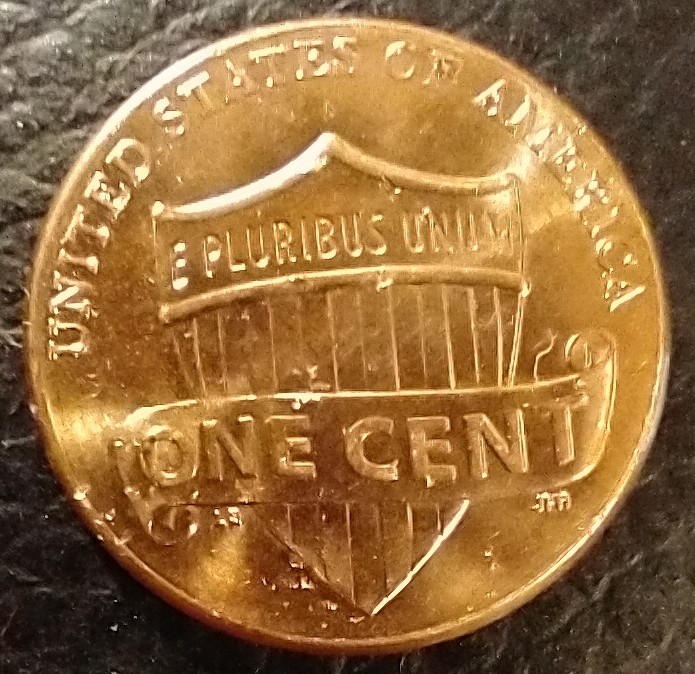 UNITED STATES OF AMERICA
E PLURIBUS UNUM
ONE CENT